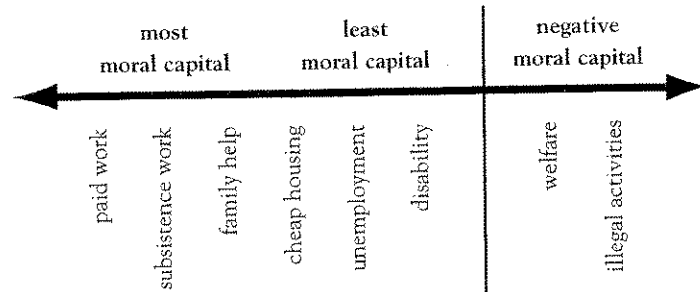 most
moral capital
least
moral capital
negative
moral capital
paid work
subsistence work
family help
cheap housing
unemployment
disability
welfare
illegal activities